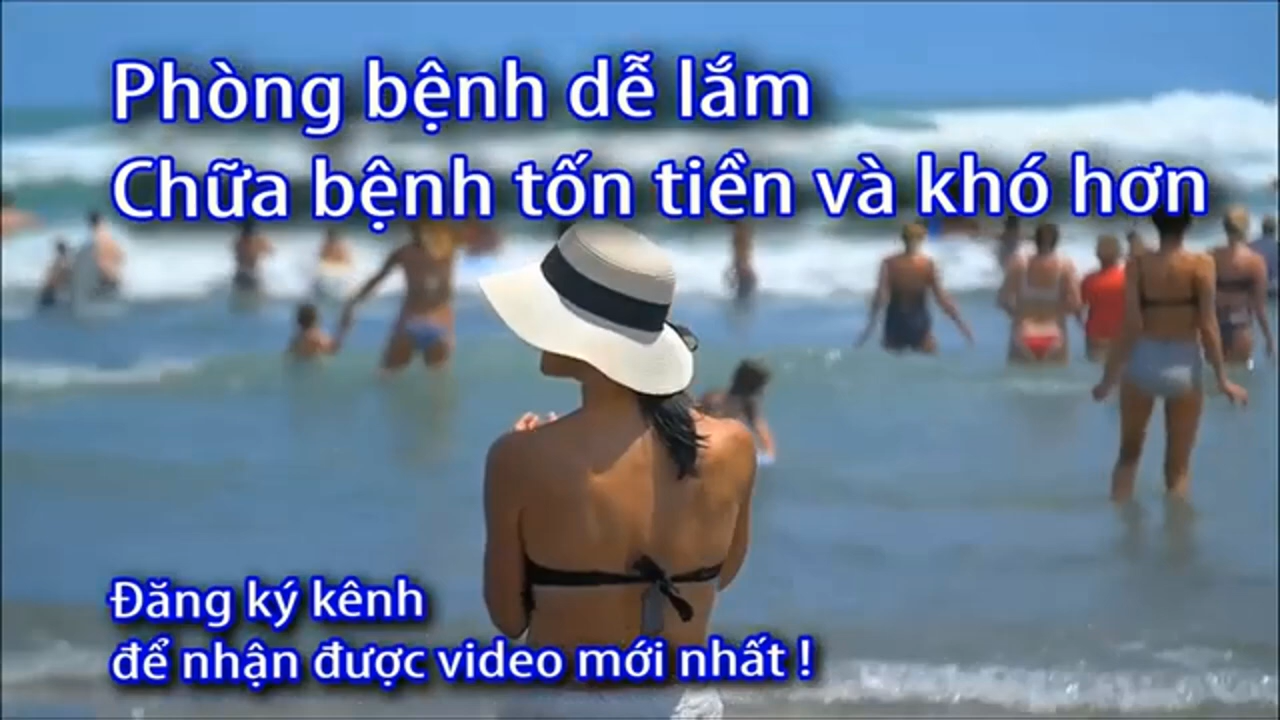 Phòng bệnh dễ lắm
Chữa bệnh tốn tiền và khó hơn
Đăng ký kênh
để nhận được video mới nhất !